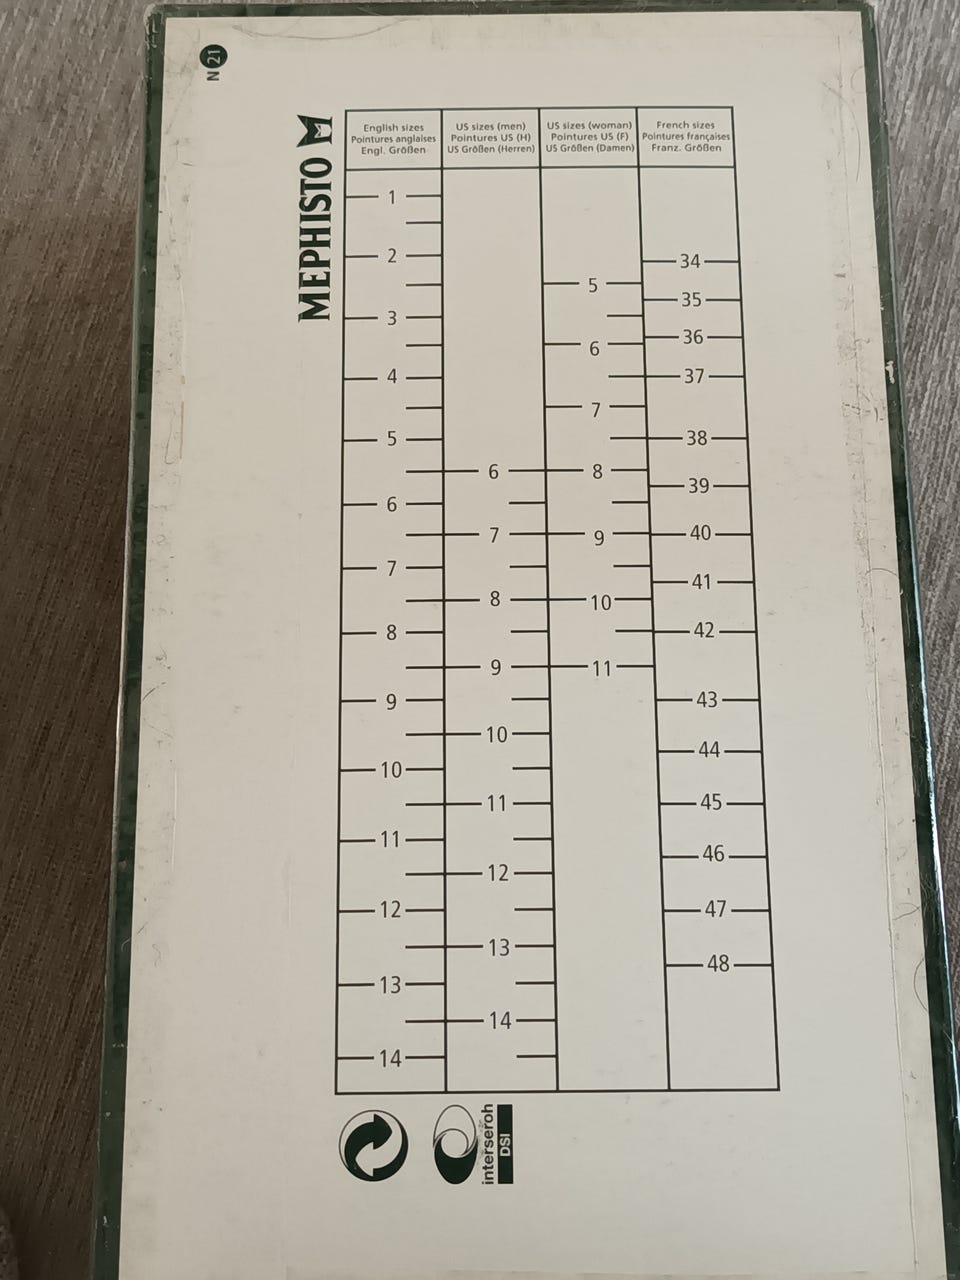 N 21
MEPHISTO
English sizes
Pointures anglaises
Engl. Größen
US sizes (men)
Pointures US (H)
US Größen (Herren)
US sizes (woman)
Pointures US (F)
US Größen (Damen)
French sizes
Pointures françaises
Franz. Größen
1
2
34
5
35
3
36
6
4
37
7
5
38
6
8
39
6
7
9
40
7
41
8
10
8
42
9
11
9
43
10
44
10
11
45
11
46
12
12
47
13
48
13
14
14
interseroh
DSI